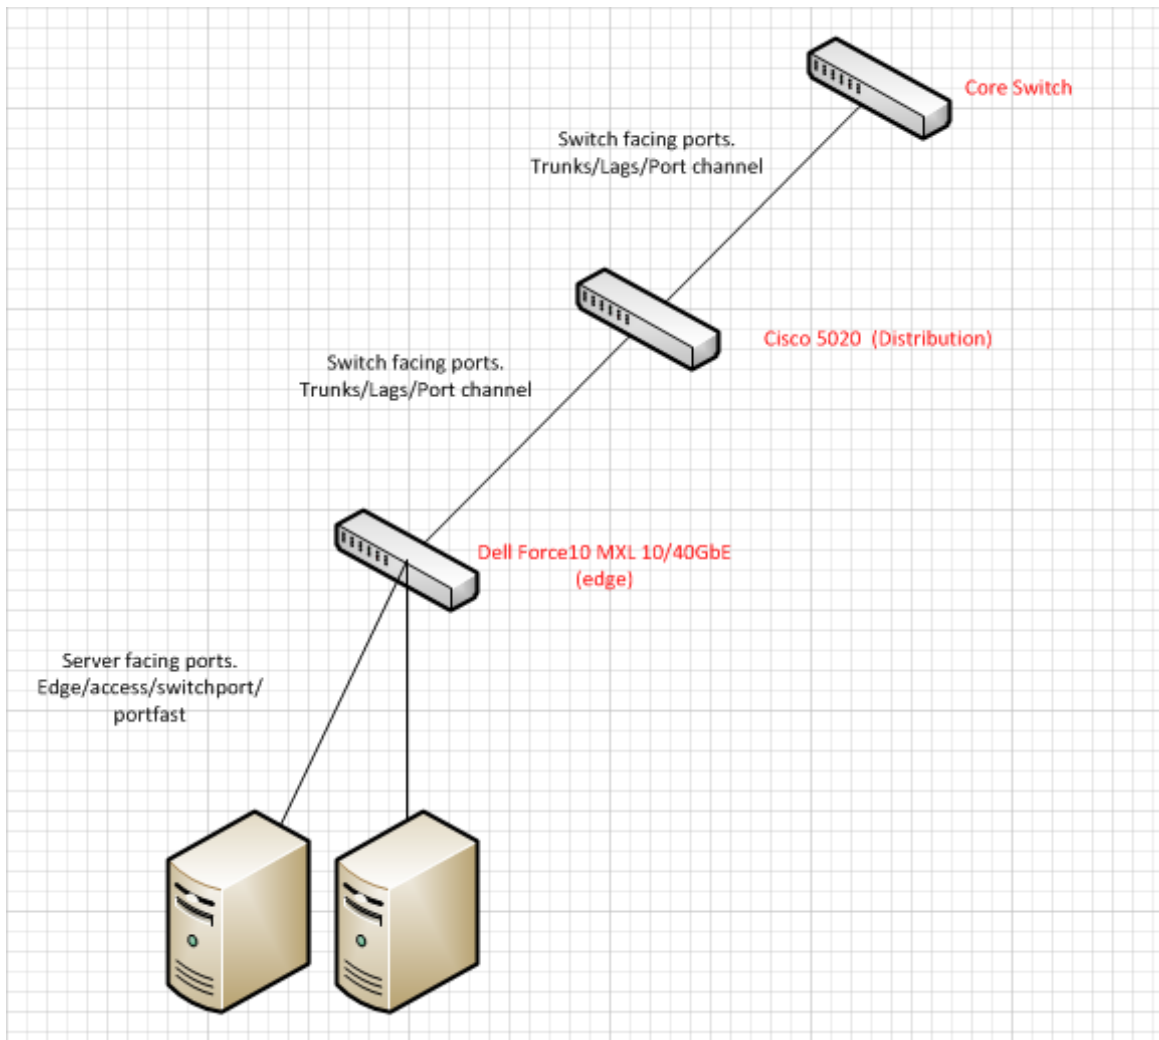 Core Switch
Switch facing ports.
Trunks/Lags/Port channel
Cisco 5020  (Distribution)
Switch facing ports.
Trunks/Lags/Port channel
Dell Force10 MXL 10/40GbE
(edge)
Server facing ports.
Edge/access/switchport/
portfast